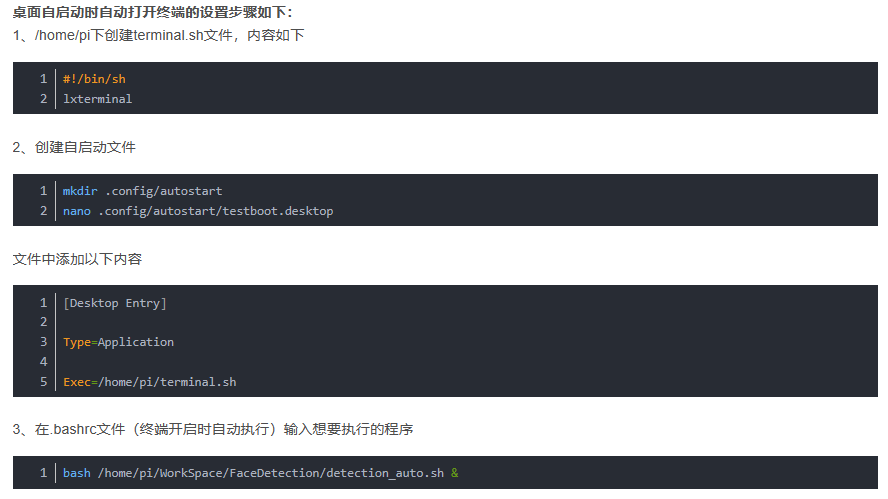 桌面自启动时自动打开终端的设置步骤如下：
1、/home/pi下创建terminal.sh文件，内容如下
1 #!/bin/sh
2 lxterminal
2、创建自启动文件
1 mkdir .config/autostart
2 nano .config/autostart/testboot.desktop
文件中添加以下内容
1 [Desktop Entry]
2
3 Type=Application
4
5 Exec=/home/pi/terminal.sh
3、在.bashrc文件（终端开启时自动执行）输入想要执行的程序
1 bash /home/pi/WorkSpace/FaceDetection/detection_auto.sh &